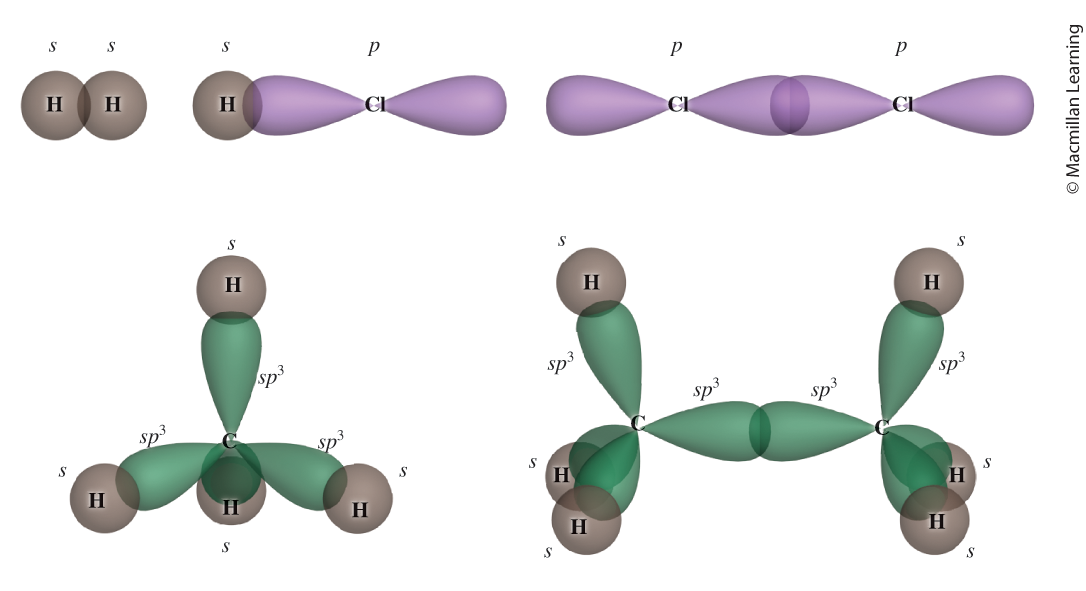 s s s p p p
H H H Cl Cl Cl
© Macmillan Learning
s
H
sp³
C
sp³ sp³
s s
H H H
s
s s
H H
sp³ sp³
sp³ sp³
C C
s s
H H
H H
s s